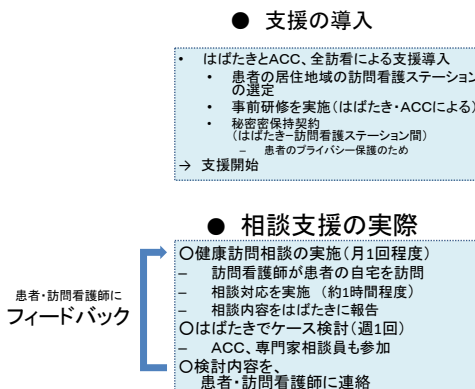 ● 支援の導入
• はばたきとACC、全訪看による支援導入
• 患者の居住地域の訪問看護ステーション
の選定
• 事前研修を実施(はばたき・ACCによる)
• 秘密密保持契約
(はばたき−訪問看護ステーション間)
– 患者のプライバシー保護のため
→ 支援開始
● 相談支援の実際
〇健康訪問相談の実施(月1回程度)
– 訪問看護師が患者の自宅を訪問
– 相談対応を実施 (約1時間程度)
– 相談内容をはばたきに報告
〇はばたきでケース検討(週1回)
– ACC、専門家相談員も参加
〇検討内容を、
患者・訪問看護師に連絡
患者・訪問看護師に
フィードバック